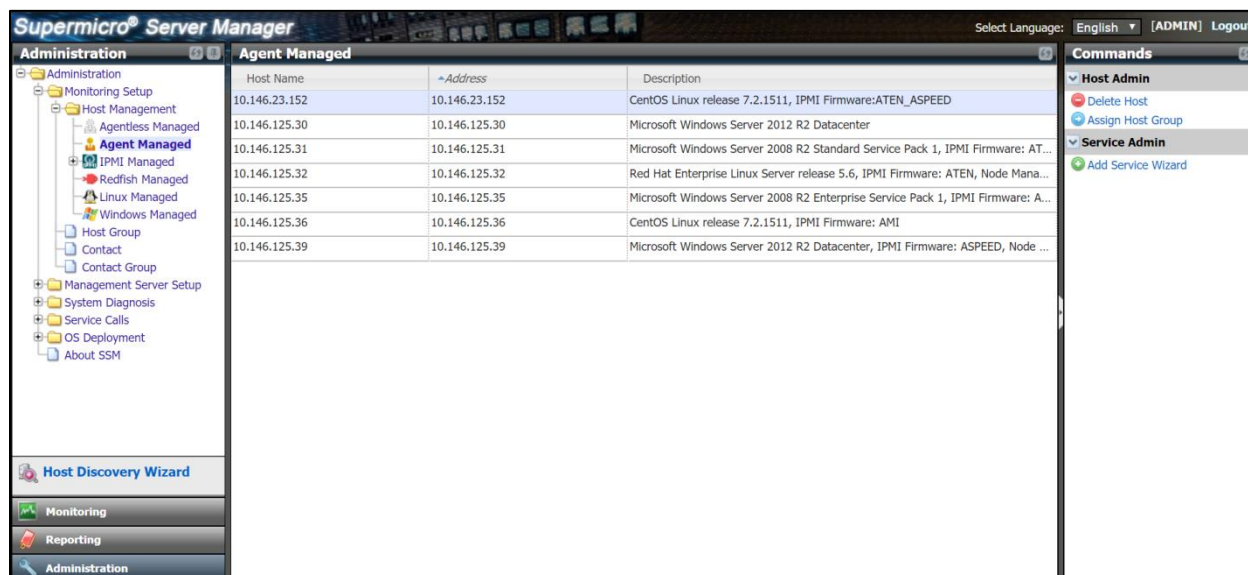 Supermicro® Server Manager
Select Language: English [ADMIN] Logout
Administration
Administration
Monitoring Setup
Host Management
Agentless Managed
Agent Managed
IPMI Managed
Redfish Managed
Linux Managed
Windows Managed
Host Group
Contact
Contact Group
Management Server Setup
System Diagnosis
Service Calls
OS Deployment
About SSM
Host Discovery Wizard
Monitoring
Reporting
Administration
Agent Managed
Host Name Address Description
10.146.23.152 10.146.23.152 CentOS Linux release 7.2.1511, IPMI Firmware:ATEN_ASPEED
10.146.125.30 10.146.125.30 Microsoft Windows Server 2012 R2 Datacenter
10.146.125.31 10.146.125.31 Microsoft Windows Server 2008 R2 Standard Service Pack 1, IPMI Firmware: AT...
10.146.125.32 10.146.125.32 Red Hat Enterprise Linux Server release 5.6, IPMI Firmware: ATEN, Node Mana...
10.146.125.35 10.146.125.35 Microsoft Windows Server 2008 R2 Enterprise Service Pack 1, IPMI Firmware: A...
10.146.125.36 10.146.125.36 CentOS Linux release 7.2.1511, IPMI Firmware: AMI
10.146.125.39 10.146.125.39 Microsoft Windows Server 2012 R2 Datacenter, IPMI Firmware: ASPEED, Node ...
Commands
Host Admin
Delete Host
Assign Host Group
Service Admin
Add Service Wizard